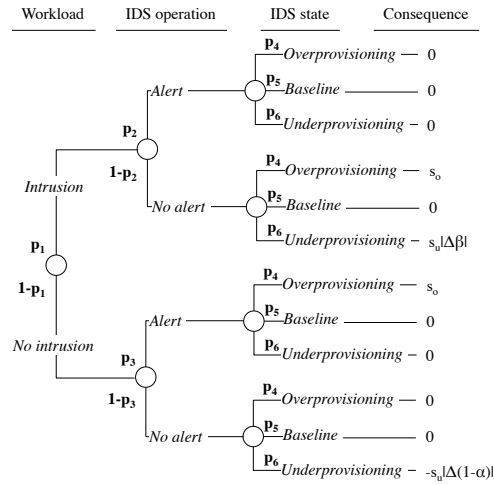 Workload IDS operation IDS state Consequence
p4 Overprovisioning 0
p5 Baseline 0
p6 Underprovisioning 0
Alert
p2
1-p2
No alert
p4 Overprovisioning so
p5 Baseline 0
p6 Underprovisioning su|Δβ|
Intrusion
p1
1-p1
No intrusion
p4 Overprovisioning so
p5 Baseline 0
p6 Underprovisioning 0
Alert
p3
1-p3
No alert
p4 Overprovisioning 0
p5 Baseline 0
p6 Underprovisioning -su|Δ(1-α)|